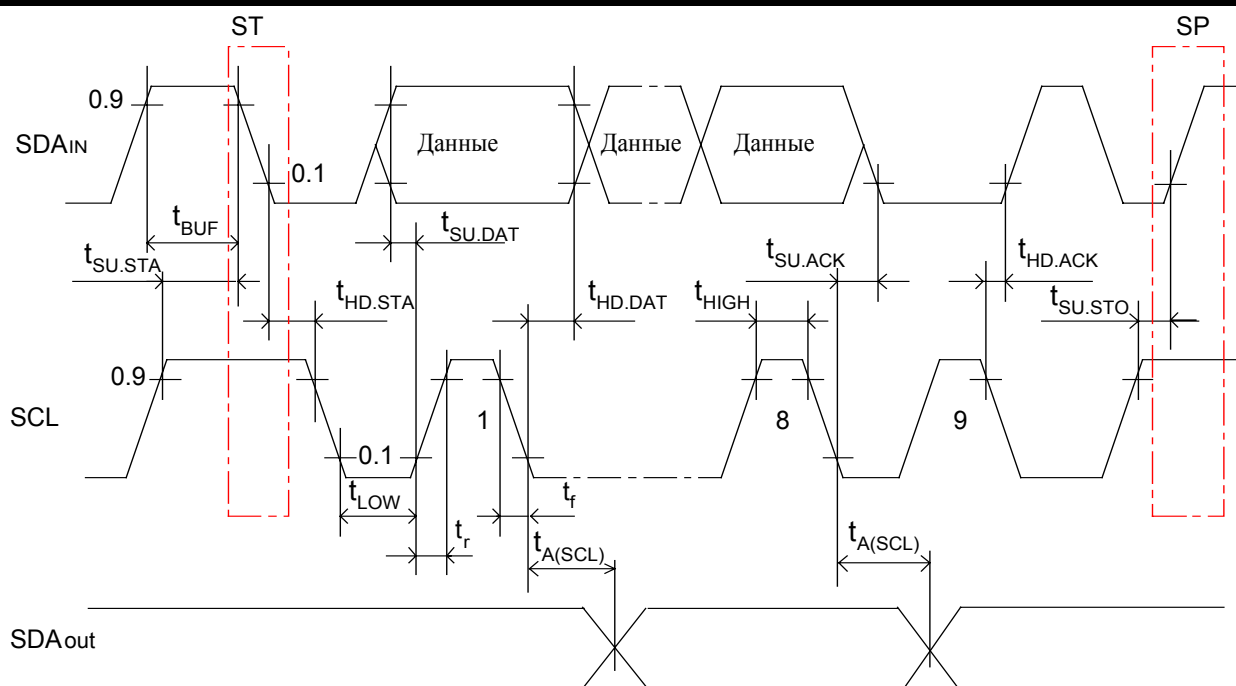 ST SP
0.9
SDAIN Данные Данные Данные
0.1
tBUF tSU.DAT
tSU.STA tSU.ACK tHD.ACK
tHD.STA tHD.DAT tHIGH tSU.STO
0.9
SCL 1 8 9
0.1
tLOW tf
tr tA(SCL) tA(SCL)
SDAout